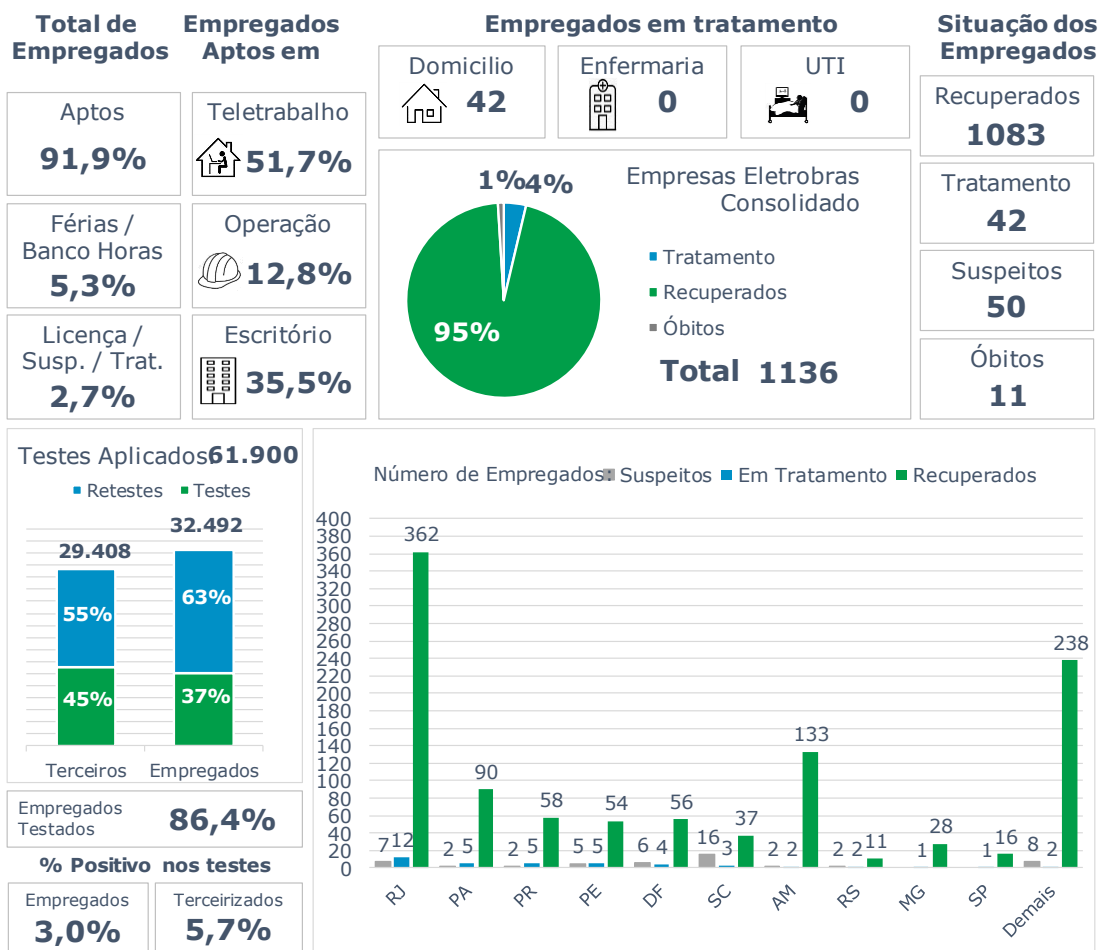 Total de
Empregados
Empregados
Aptos em
Empregados em tratamento
Situação dos
Empregados
Aptos
91,9%
Férias /
Banco Horas
5,3%
Licença /
Susp. / Trat.
2,7%
Teletrabalho
51,7%
Operação
12,8%
Escritório
35,5%
Domicilio
42
Enfermaria
0
UTI
0
Empresas Eletrobras
Consolidado
1% 4%
95%
Tratamento
Recuperados
Óbitos
Total 1136
Recuperados
1083
Tratamento
42
Suspeitos
50
Óbitos
11
Testes Aplicados: 61.900
Retestes Testes
29.408 32.492
55% 63%
45% 37%
Terceiros Empregados
Empregados
Testados
86,4%
% Positivo nos testes
Empregados
3,0%
Terceirizados
5,7%
Número de Empregados: Suspeitos Em Tratamento Recuperados
400
380
360
340
320
300
280
260
240
220
200
180
160
140
120
100
80
60
40
20
0
7 12 362
2 5 90
2 5 58
5 5 54
6 4 56
16 3 37
2 2 133
2 2 11
1 28
1 16
8 2 238
RJ PA PR PE DF SC AM RS MG SP Demais